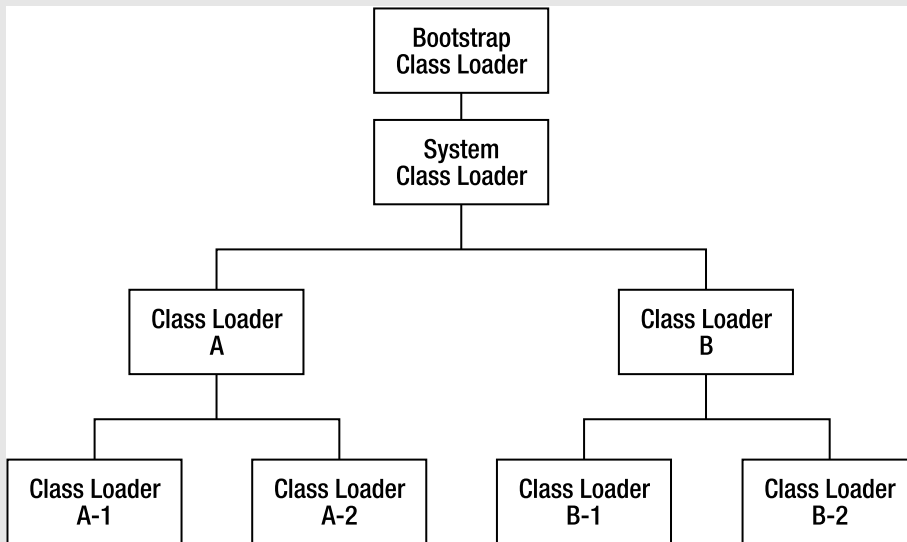 Bootstrap
Class Loader
System
Class Loader
Class Loader
A
Class Loader
B
Class Loader
A-1
Class Loader
A-2
Class Loader
B-1
Class Loader
B-2